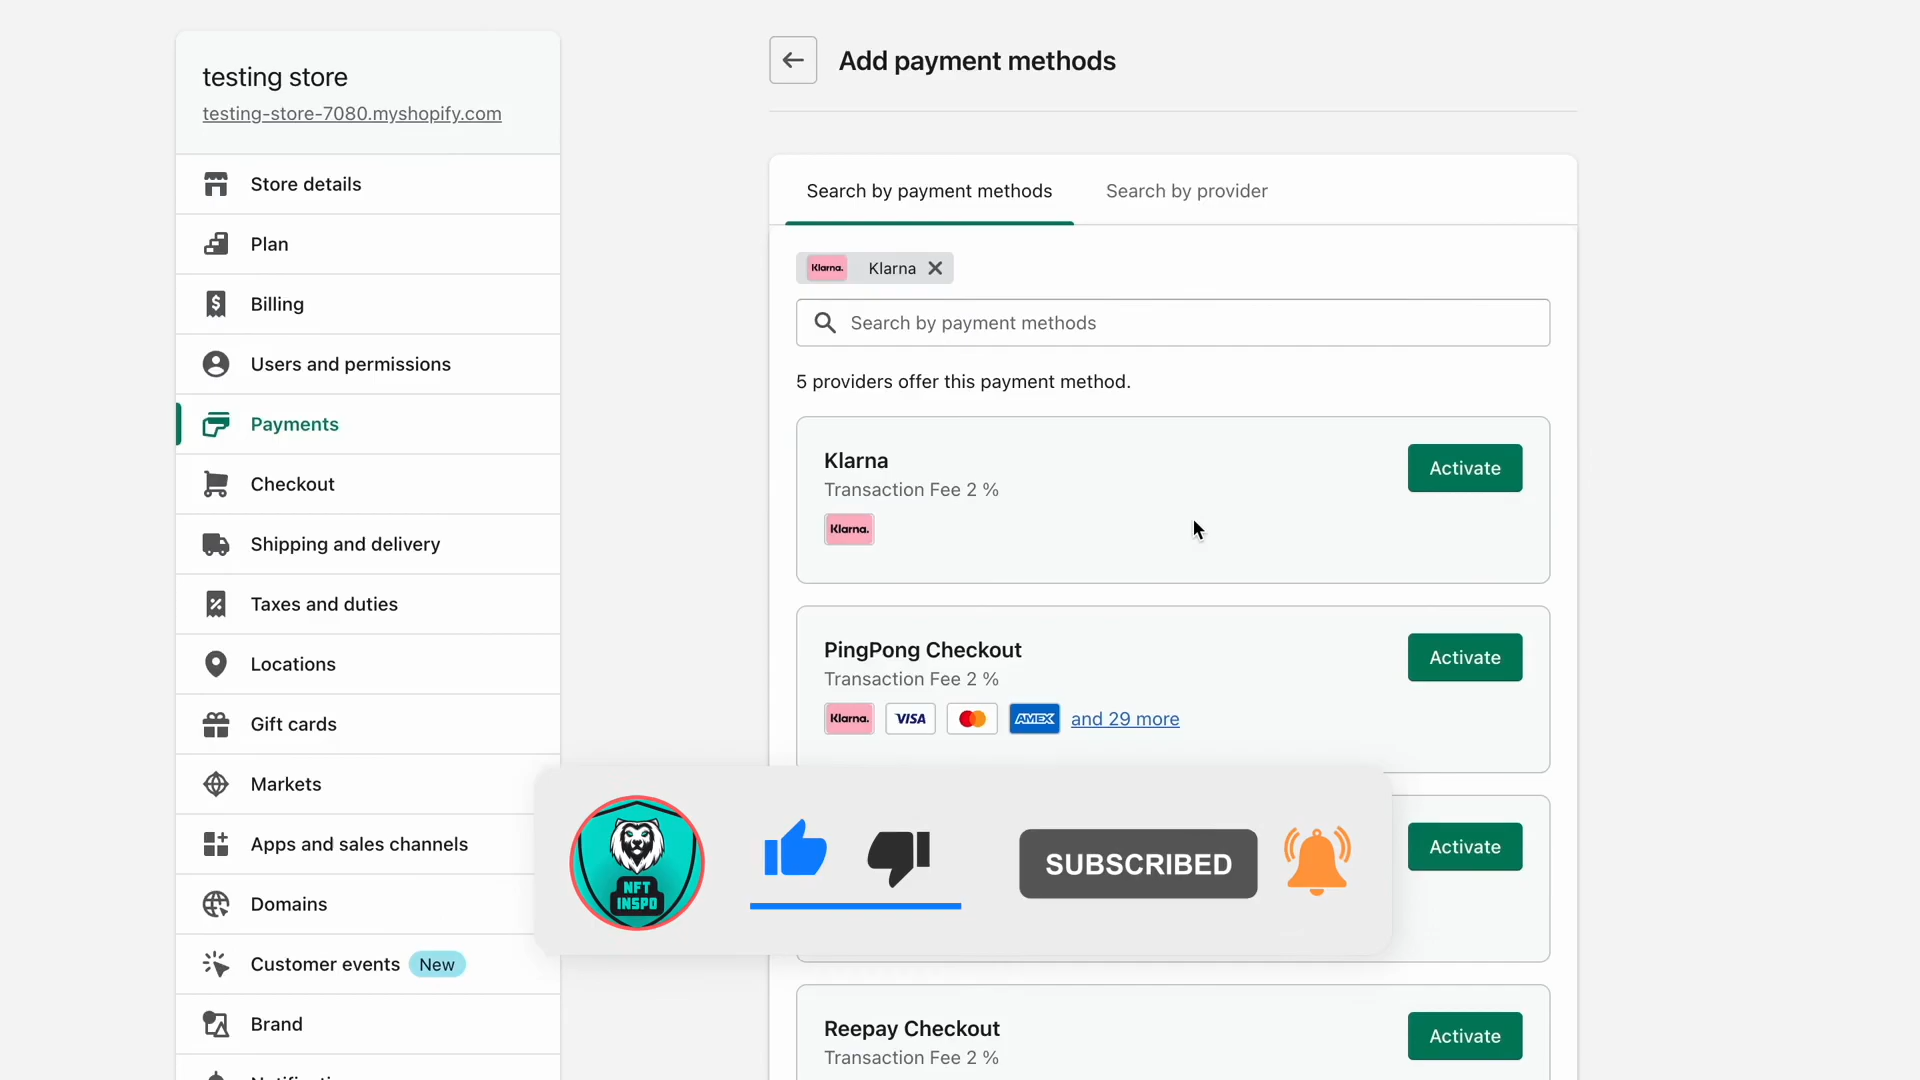 testing store
testing-store-7080.myshopify.com
Store details
Plan
Billing
Users and permissions
Payments
Checkout
Shipping and delivery
Taxes and duties
Locations
Gift cards
Markets
Apps and sales channels
Domains
Customer events New
Brand
Add payment methods
Search by payment methods
Search by provider
Klarna. Klarna
Search by payment methods
5 providers offer this payment method.
Klarna
Transaction Fee 2 %
Klarna.
Activate
PingPong Checkout
Transaction Fee 2 %
Klarna. VISA AMEX and 29 more
Activate
NFT
INSPO
SUBSCRIBED
Activate
Reepay Checkout
Transaction Fee 2 %
Activate